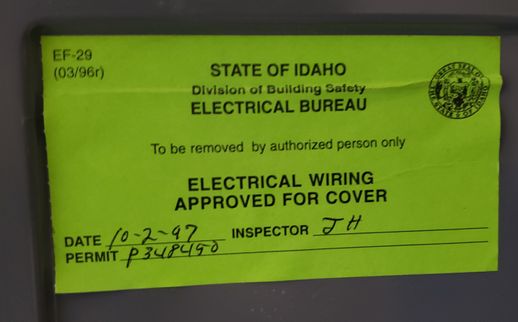 EF-29
(03/96r)
STATE OF IDAHO
Division of Building Safety
ELECTRICAL BUREAU
To be removed by authorized person only
ELECTRICAL WIRING
APPROVED FOR COVER
DATE 10-2-97 INSPECTOR JH
PERMIT P348490